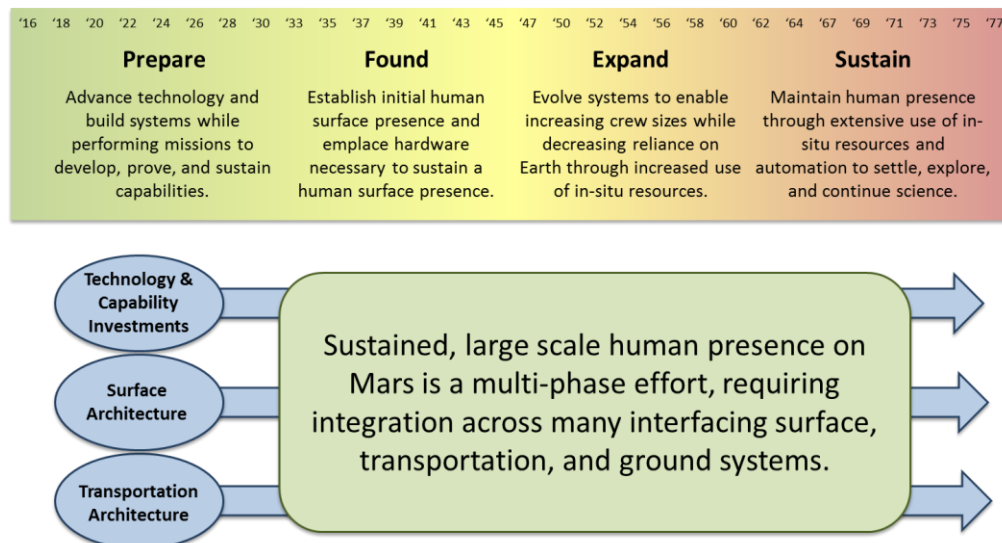 ‘16 ‘18 ‘20 ‘22 ‘24 ‘26 ‘28 ‘30 ‘33 ‘35 ‘37 ‘39 ‘41 ‘43 ‘45 ‘47 ‘50 ‘52 ‘54 ‘56 ‘58 ‘60 ‘62 ‘64 ‘67 ‘69 ‘71 ‘73 ‘75 ‘77
Prepare
Advance technology and
build systems while
performing missions to
develop, prove, and sustain
capabilities.
Found
Establish initial human
surface presence and
emplace hardware
necessary to sustain a
human surface presence.
Expand
Evolve systems to enable
increasing crew sizes while
decreasing reliance on
Earth through increased use
of in-situ resources.
Sustain
Maintain human presence
through extensive use of in-
situ resources and
automation to settle, explore,
and continue science.
Technology &
Capability
Investments
Surface
Architecture
Transportation
Architecture
Sustained, large scale human presence on
Mars is a multi-phase effort, requiring
integration across many interfacing surface,
transportation, and ground systems.